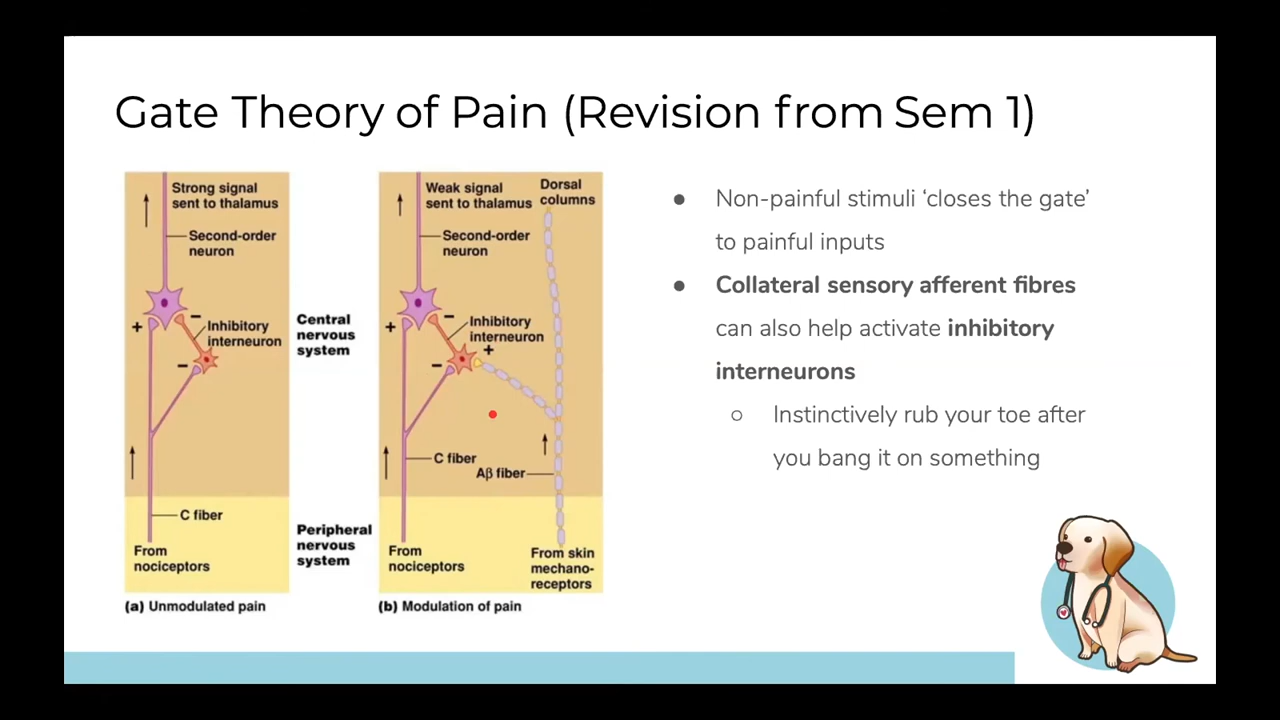 Gate Theory of Pain (Revision from Sem 1)
Strong signal
sent to thalamus
Second-order
neuron
+
−
Inhibitory
interneuron
−
C fiber
From
nociceptors
(a) Unmodulated pain
Central
nervous
system
Peripheral
nervous
system
Weak signal
sent to thalamus
Dorsal
columns
Second-order
neuron
+
−
Inhibitory
interneuron
+
−
C fiber
Aβ fiber
From
nociceptors
From skin
mechano-
receptors
(b) Modulation of pain
● Non-painful stimuli ‘closes the gate’
to painful inputs
● Collateral sensory afferent fibres
can also help activate inhibitory
interneurons
○ Instinctively rub your toe after
you bang it on something